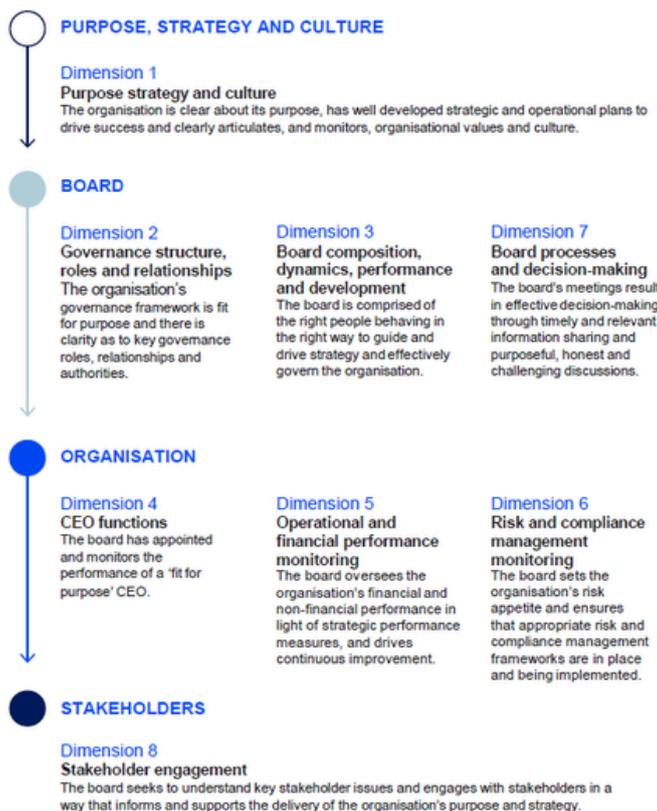 PURPOSE, STRATEGY AND CULTURE
Dimension 1
Purpose strategy and culture
The organisation is clear about its purpose, has well developed strategic and operational plans to
drive success and clearly articulates, and monitors, organisational values and culture.
BOARD
Dimension 2
Governance structure,
roles and relationships
The organisation's
governance framework is fit
for purpose and there is
clarity as to key governance
roles, relationships and
authorities.
Dimension 3
Board composition,
dynamics, performance
and development
The board is comprised of
the right people behaving in
the right way to guide and
drive strategy and effectively
govern the organisation.
Dimension 7
Board processes
and decision-making
The board's meetings result
in effective decision-making
through timely and relevant
information sharing and
purposeful, honest and
challenging discussions.
ORGANISATION
Dimension 4
CEO functions
The board has appointed
and monitors the
performance of a 'fit for
purpose' CEO.
Dimension 5
Operational and
financial performance
monitoring
The board oversees the
organisation's financial and
non-financial performance in
light of strategic performance
measures, and drives
continuous improvement.
Dimension 6
Risk and compliance
management
monitoring
The board sets the
organisation's risk
appetite and ensures
that appropriate risk and
compliance management
frameworks are in place
and being implemented.
STAKEHOLDERS
Dimension 8
Stakeholder engagement
The board seeks to understand key stakeholder issues and engages with stakeholders in a
way that informs and supports the delivery of the organisation's purpose and strategy.